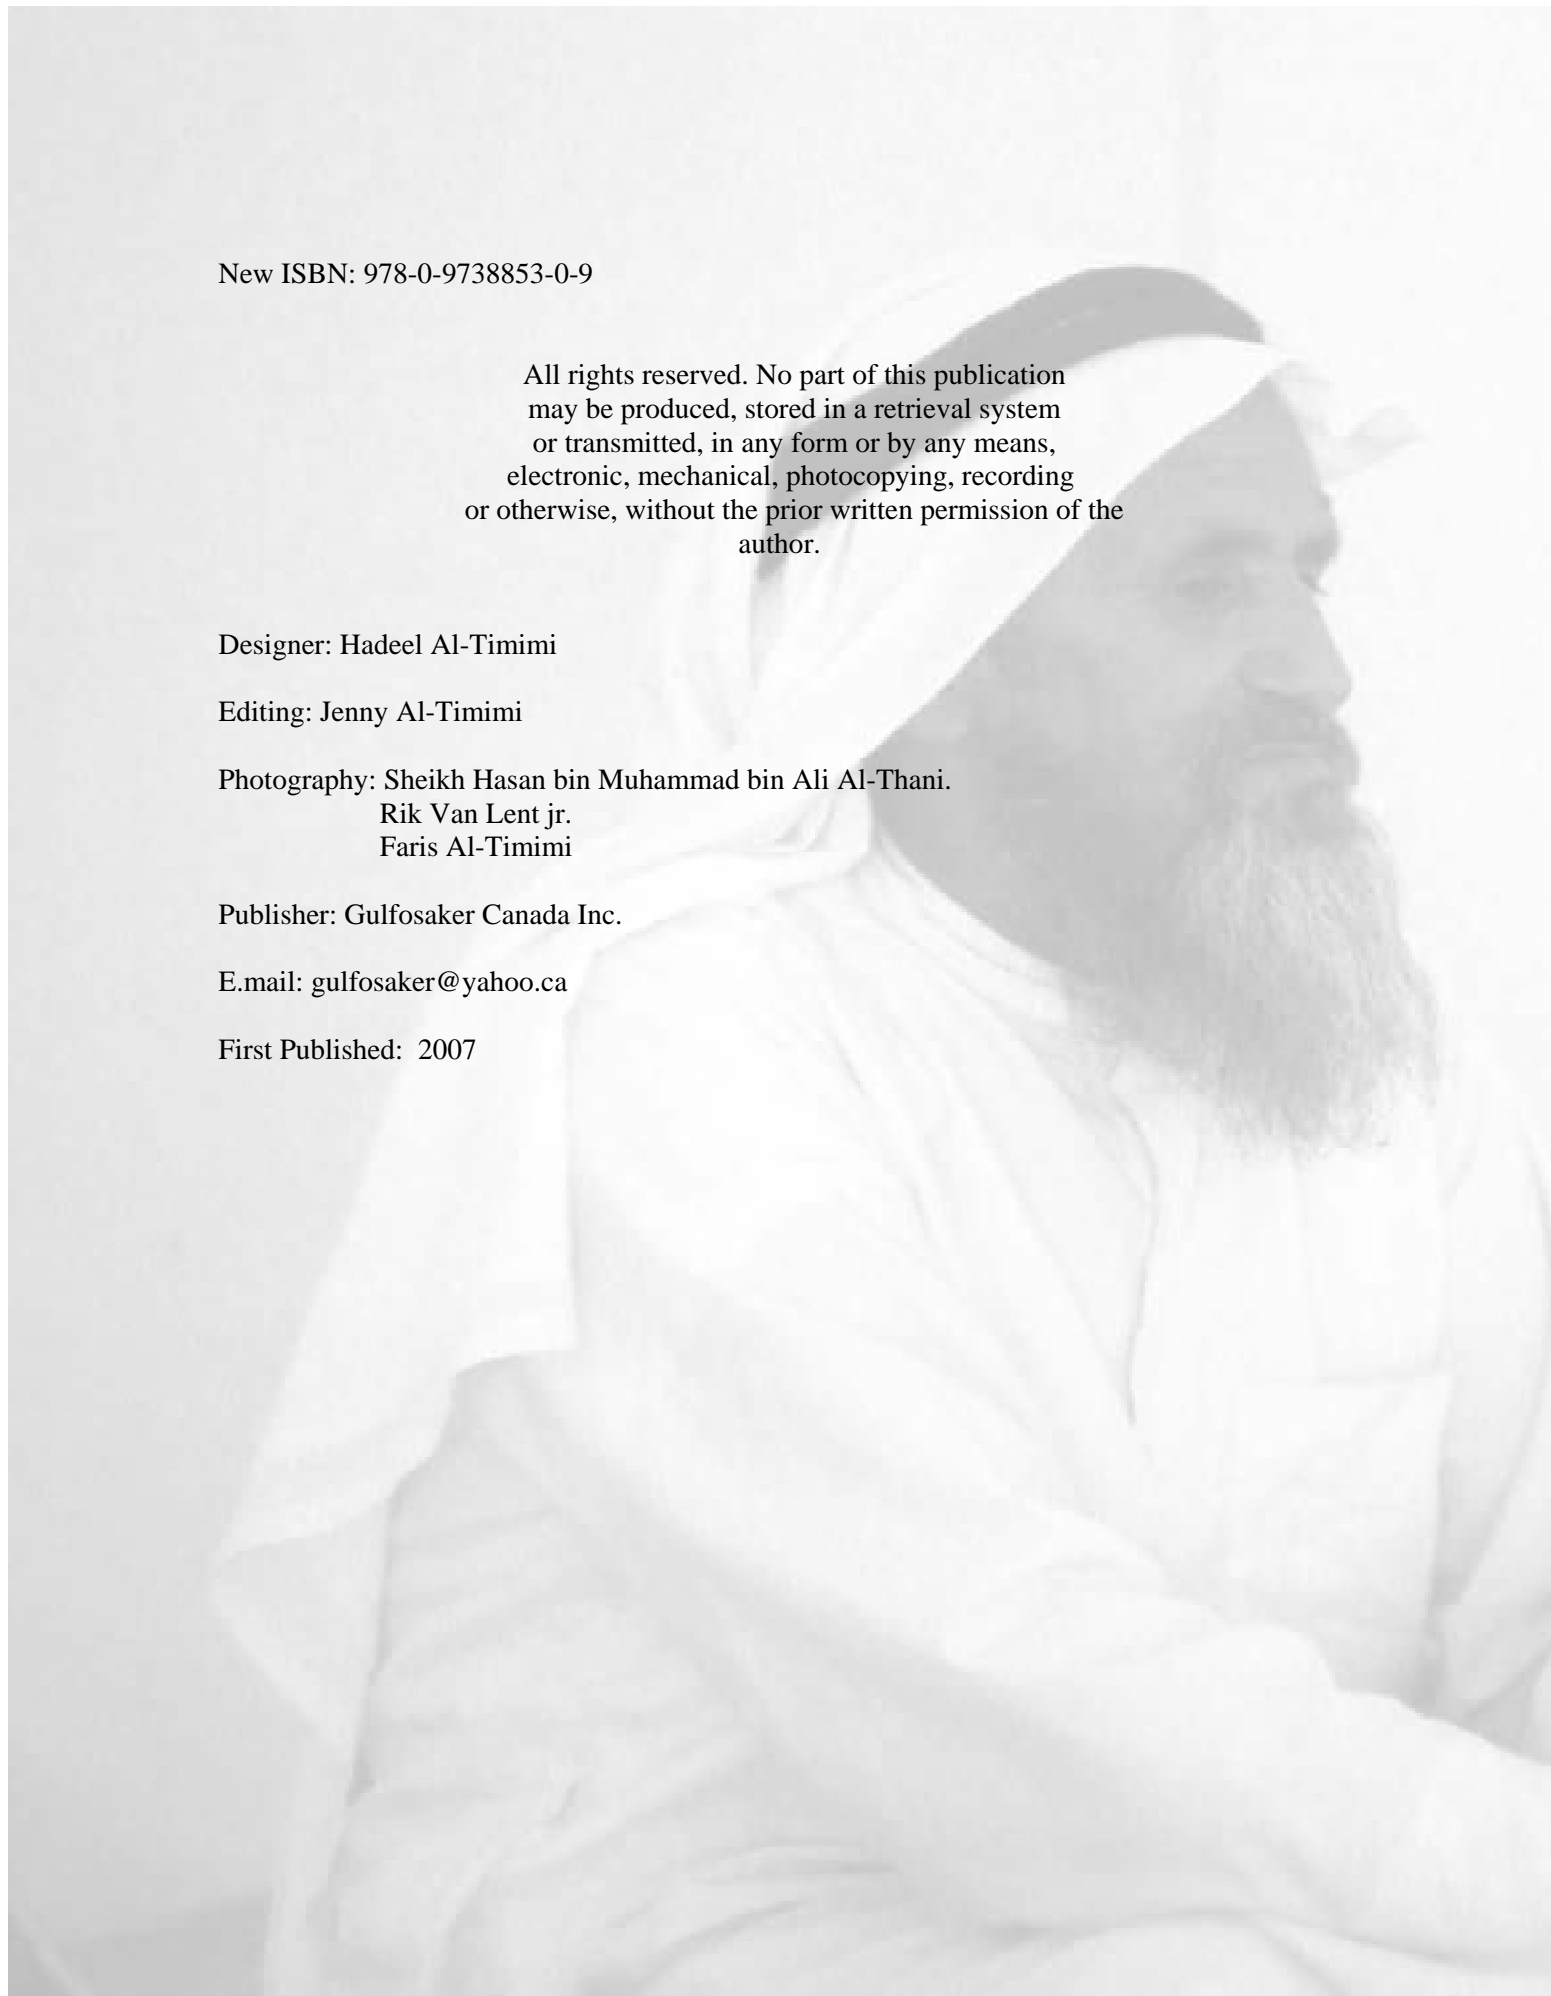 New ISBN: 978-0-9738853-0-9
All rights reserved. No part of this publication
may be produced, stored in a retrieval system
or transmitted, in any form or by any means,
electronic, mechanical, photocopying, recording
or otherwise, without the prior written permission of the
author.
Designer: Hadeel Al-Timimi
Editing: Jenny Al-Timimi
Photography: Sheikh Hasan bin Muhammad bin Ali Al-Thani.
Rik Van Lent jr.
Faris Al-Timimi
Publisher: Gulfosaker Canada Inc.
E.mail: gulfosaker@yahoo.ca
First Published:  2007